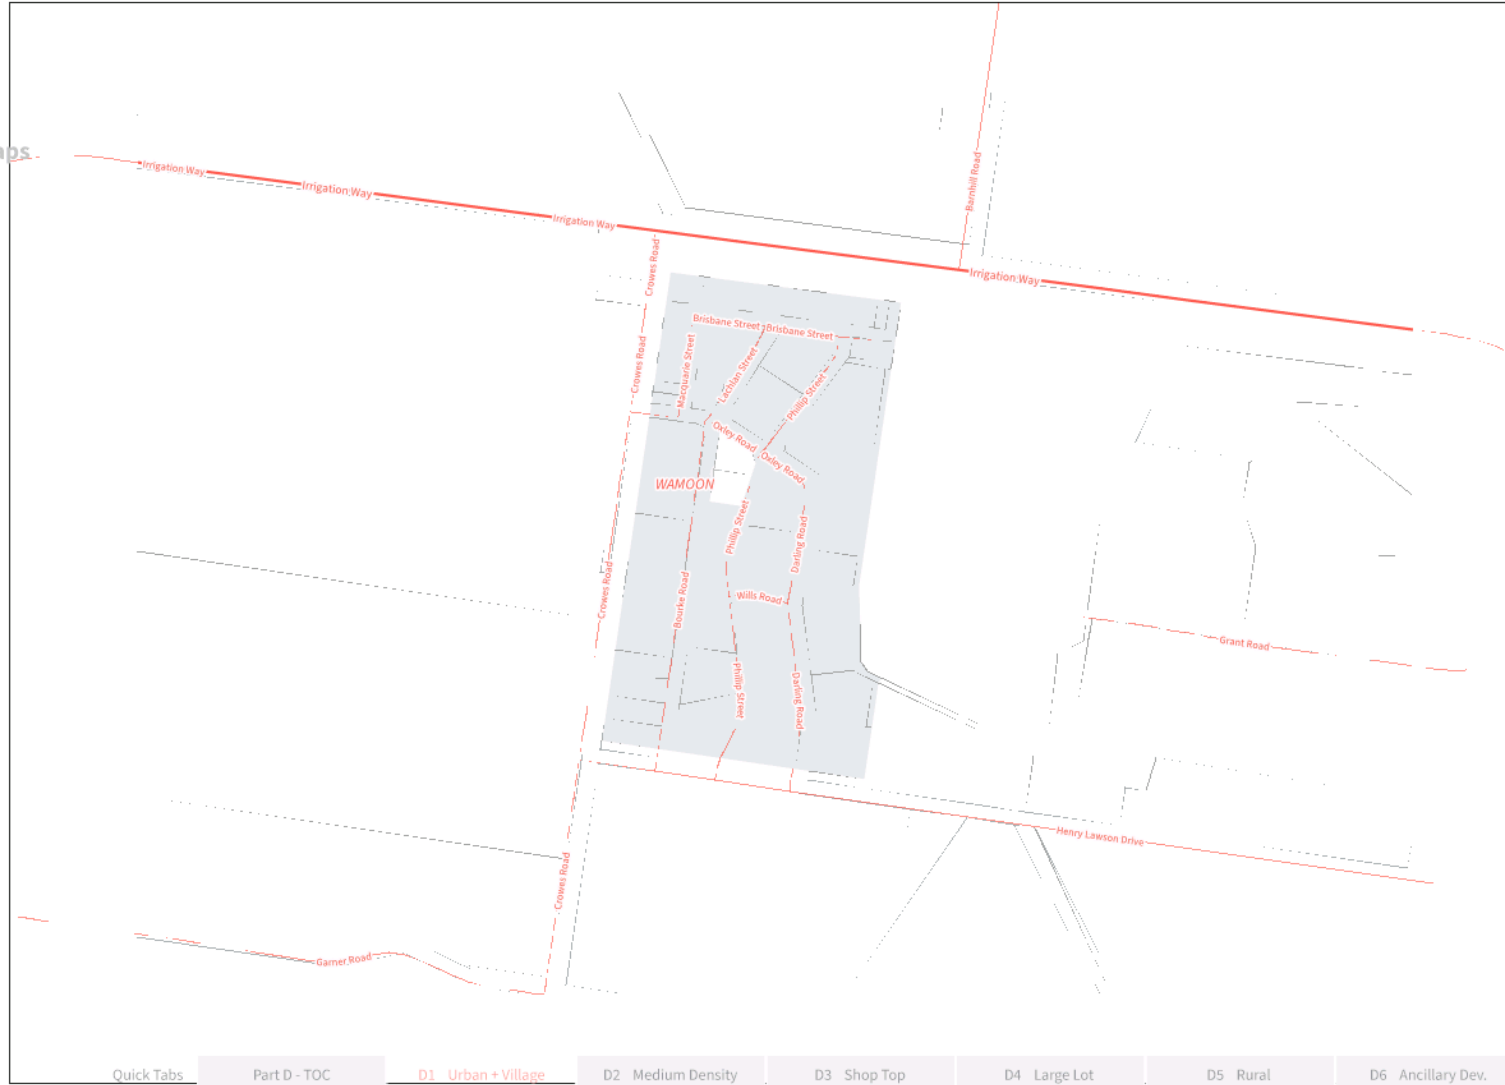 aps
Irrigation Way
Irrigation Way
Irrigation Way
Irrigation Way
Barnhill Road
Crowes Road
Crowes Road
Brisbane Street
Brisbane Street
Macquarie Street
Lachlan Street
Phillip Street
Oxley Road
Oxley Road
WAMOON
Phillip Street
Darling Road
Crowes Road
Bourke Road
Wills Road
Grant Road
Phillip Street
Darling Road
Henry Lawson Drive
Crowes Road
Garner Road
Quick Tabs
Part D - TOC
D1 Urban + Village
D2 Medium Density
D3 Shop Top
D4 Large Lot
D5 Rural
D6 Ancillary Dev.